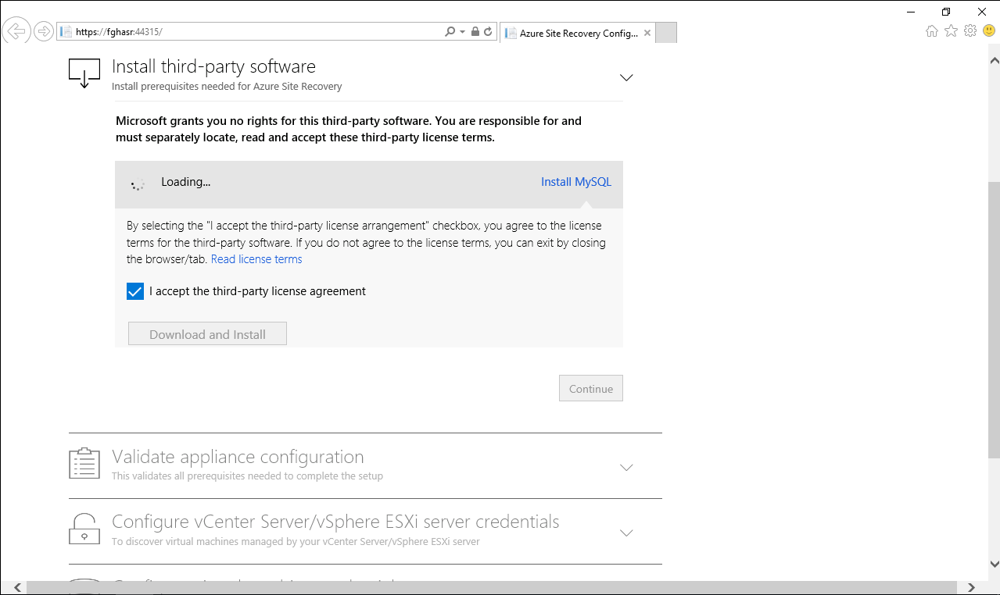 https://fghasr:44315/
Azure Site Recovery Config...
Install third-party software
Install prerequisites needed for Azure Site Recovery
Microsoft grants you no rights for this third-party software. You are responsible for and
must separately locate, read and accept these third-party license terms.
Loading...
Install MySQL
By selecting the "I accept the third-party license arrangement" checkbox, you agree to the license
terms for the third-party software. If you do not agree to the license terms, you can exit by closing
the browser/tab. Read license terms
I accept the third-party license agreement
Download and Install
Continue
Validate appliance configuration
This validates all prerequisites needed to complete the setup
Configure vCenter Server/vSphere ESXi server credentials
To discover virtual machines managed by your vCenter Server/vSphere ESXi server